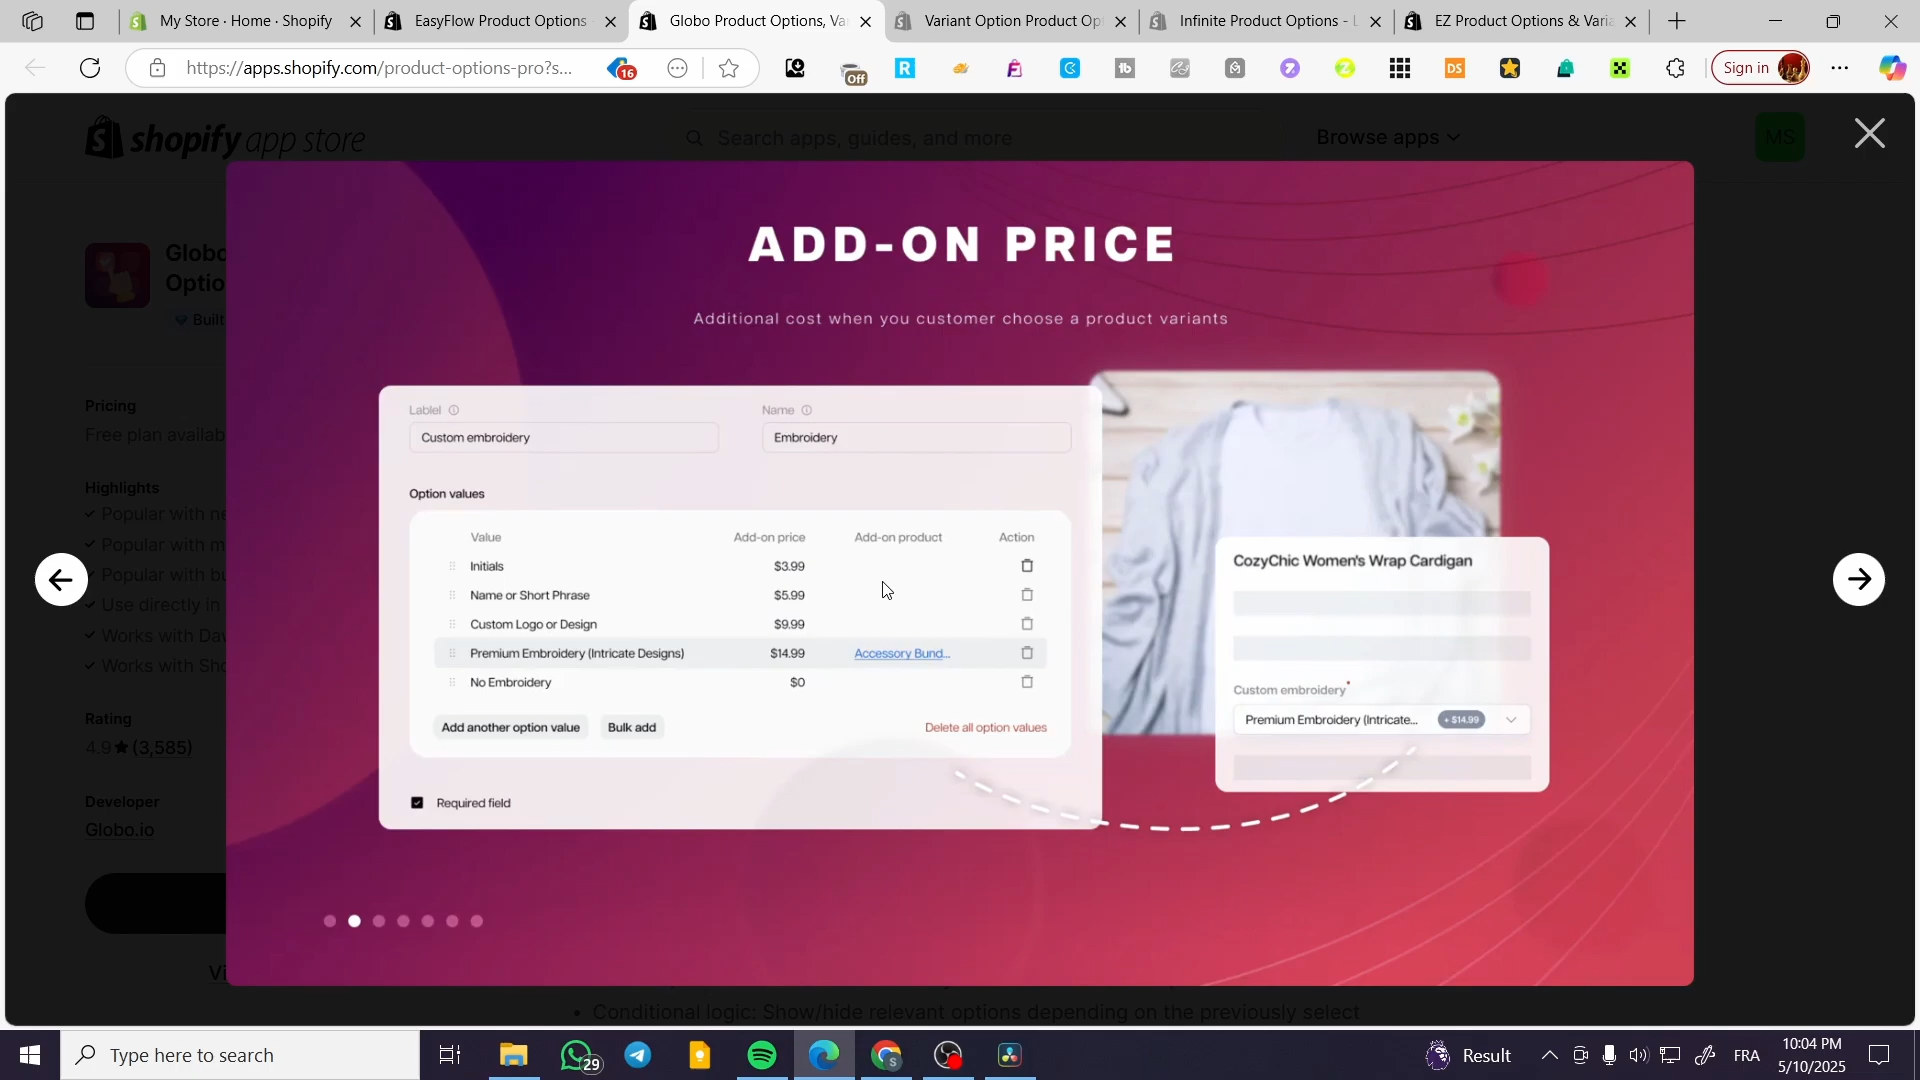 My Store · Home · Shopify
EasyFlow Product Options
Globo Product Options, Va
Variant Option Product Op
Infinite Product Options - L
EZ Product Options & Varia
https://apps.shopify.com/product-options-pro?s...
16
Off
R
tb
DS
Sign in
shopify app store
Search apps, guides, and more
Browse apps
MS
Globo
Optio
Built
Pricing
Free plan availab
Highlights
Popular with ne
Popular with m
Popular with bu
Use directly in
Works with Daw
Works with Sho
Rating
4.9★(3,585)
Developer
Globo.io
Vi
ADD-ON PRICE
Additional cost when you customer choose a product variants
Lablel
Name
Custom embroidery
Embroidery
Option values
Value Add-on price Add-on product Action
Initials $3.99
Name or Short Phrase $5.99
Custom Logo or Design $9.99
Premium Embroidery (Intricate Designs) $14.99 Accessory Bund...
No Embroidery $0
Add another option value
Bulk add
Delete all option values
Required field
CozyChic Women's Wrap Cardigan
Custom embroidery*
Premium Embroidery (Intricate... + $14.99
• Conditional logic: Show/hide relevant options depending on the previously select
Type here to search
29
S
Result
FRA
10:04 PM
5/10/2025